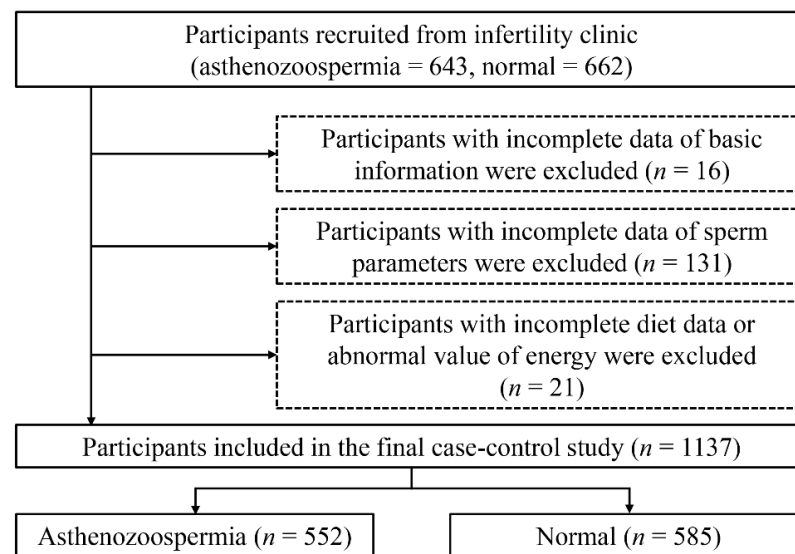 Participants recruited from infertility clinic
(asthenozoospermia = 643, normal = 662)
Participants with incomplete data of basic
information were excluded (n = 16)
Participants with incomplete data of sperm
parameters were excluded (n = 131)
Participants with incomplete diet data or
abnormal value of energy were excluded
(n = 21)
Participants included in the final case-control study (n = 1137)
Asthenozoospermia (n = 552)
Normal (n = 585)